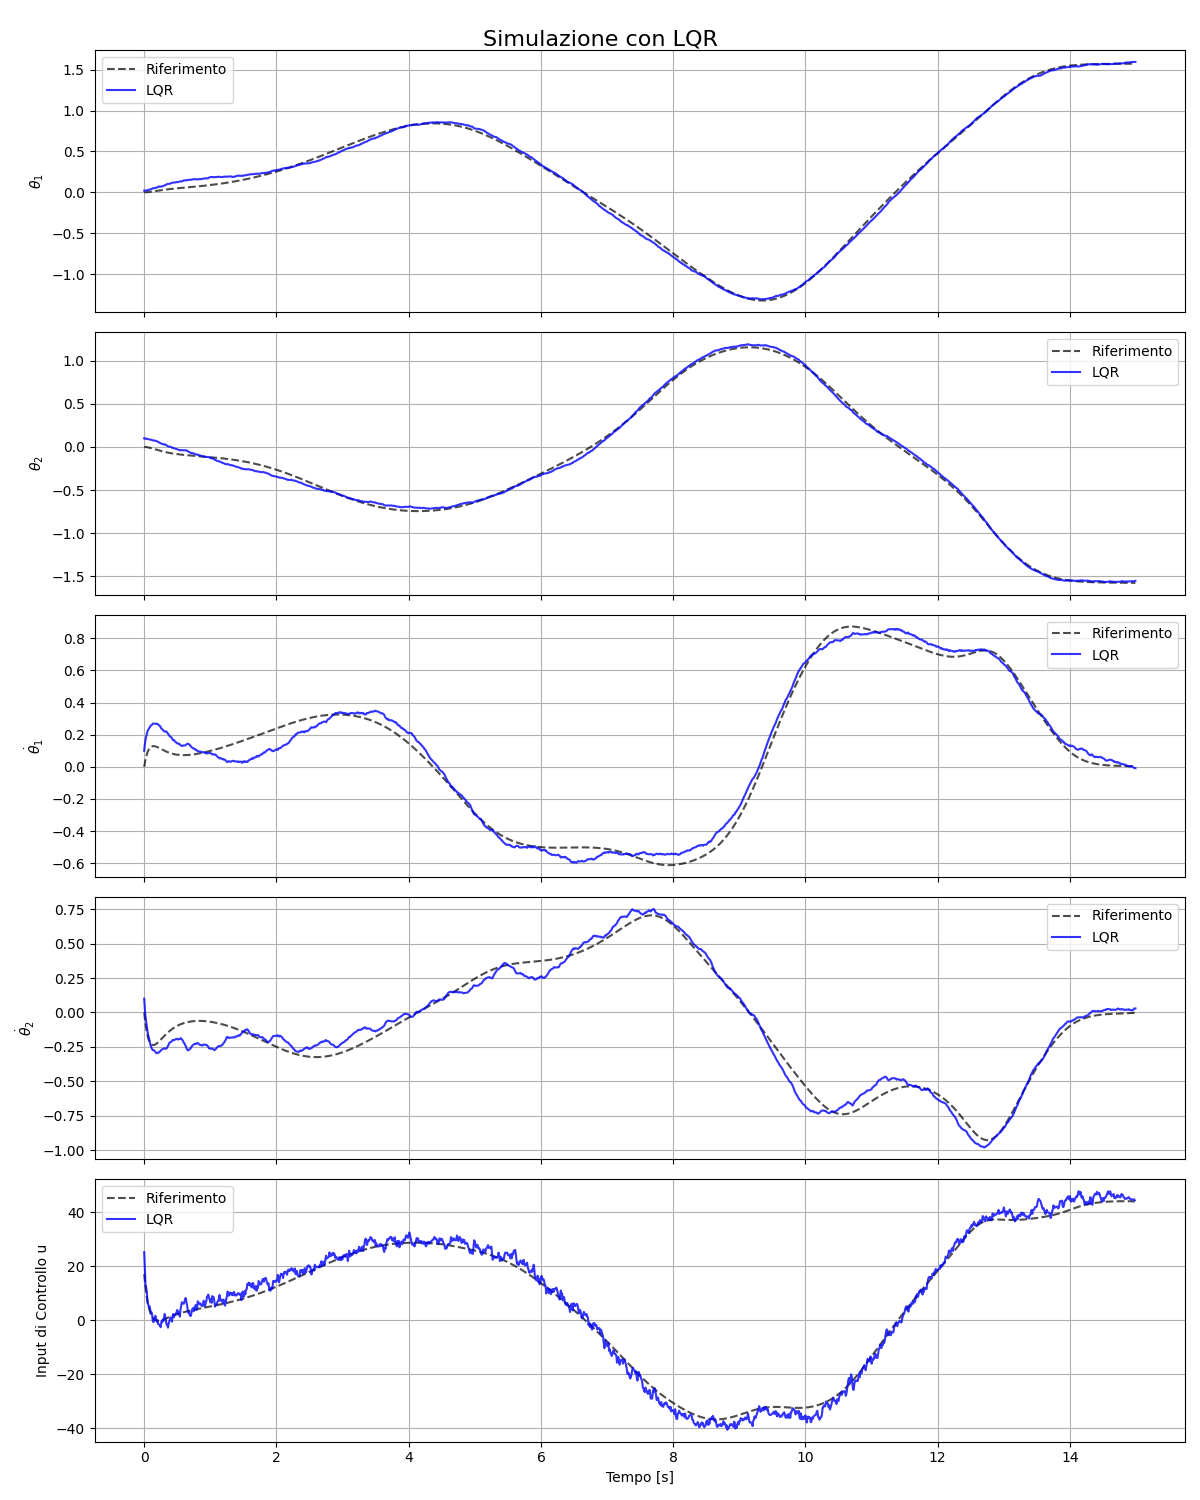 Simulazione con LQR
1.5
1.0
0.5
0.0
−0.5
−1.0
θ1
Riferimento
LQR
1.0
0.5
0.0
−0.5
−1.0
−1.5
θ2
Riferimento
LQR
0.8
0.6
0.4
0.2
0.0
−0.2
−0.4
−0.6
θ̇1
Riferimento
LQR
0.75
0.50
0.25
0.00
−0.25
−0.50
−0.75
−1.00
θ̇2
Riferimento
LQR
40
20
0
−20
−40
Input di Controllo u
Riferimento
LQR
0 2 4 6 8 10 12 14
Tempo [s]